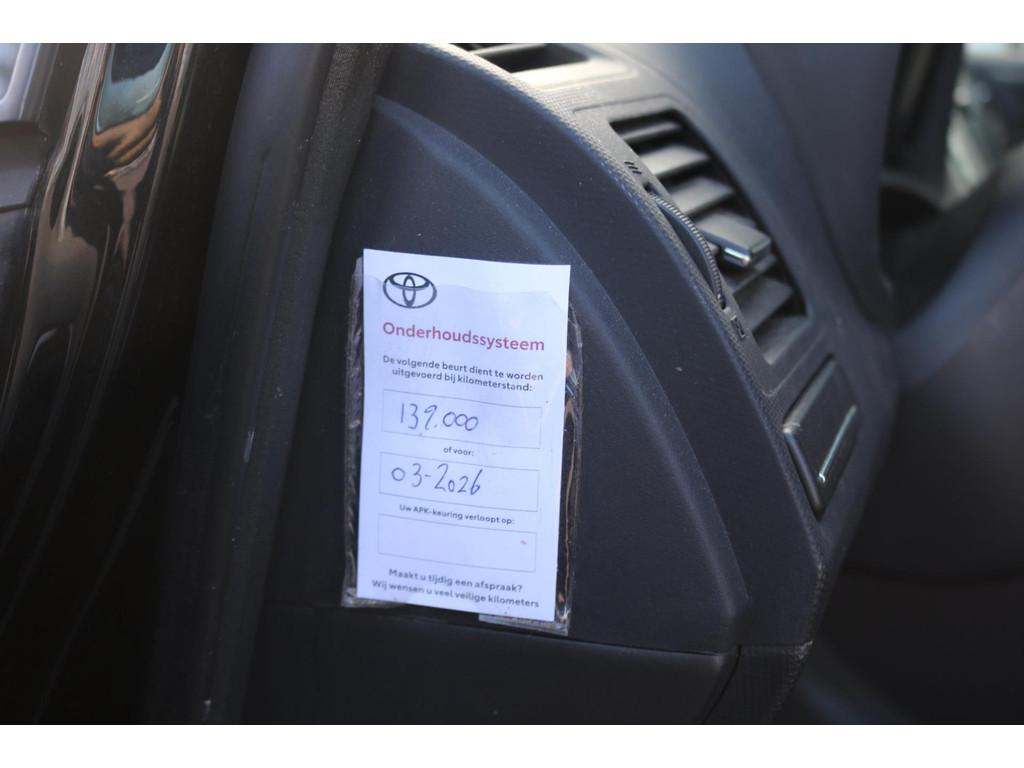 Onderhoudssysteem
De volgende beurt dient te worden
uitgevoerd bij kilometerstand:
139.000
of voor:
03-2026
Uw APK-keuring verloopt op:
Maakt u tijdig een afspraak?
Wij wensen u veel veilige kilometers